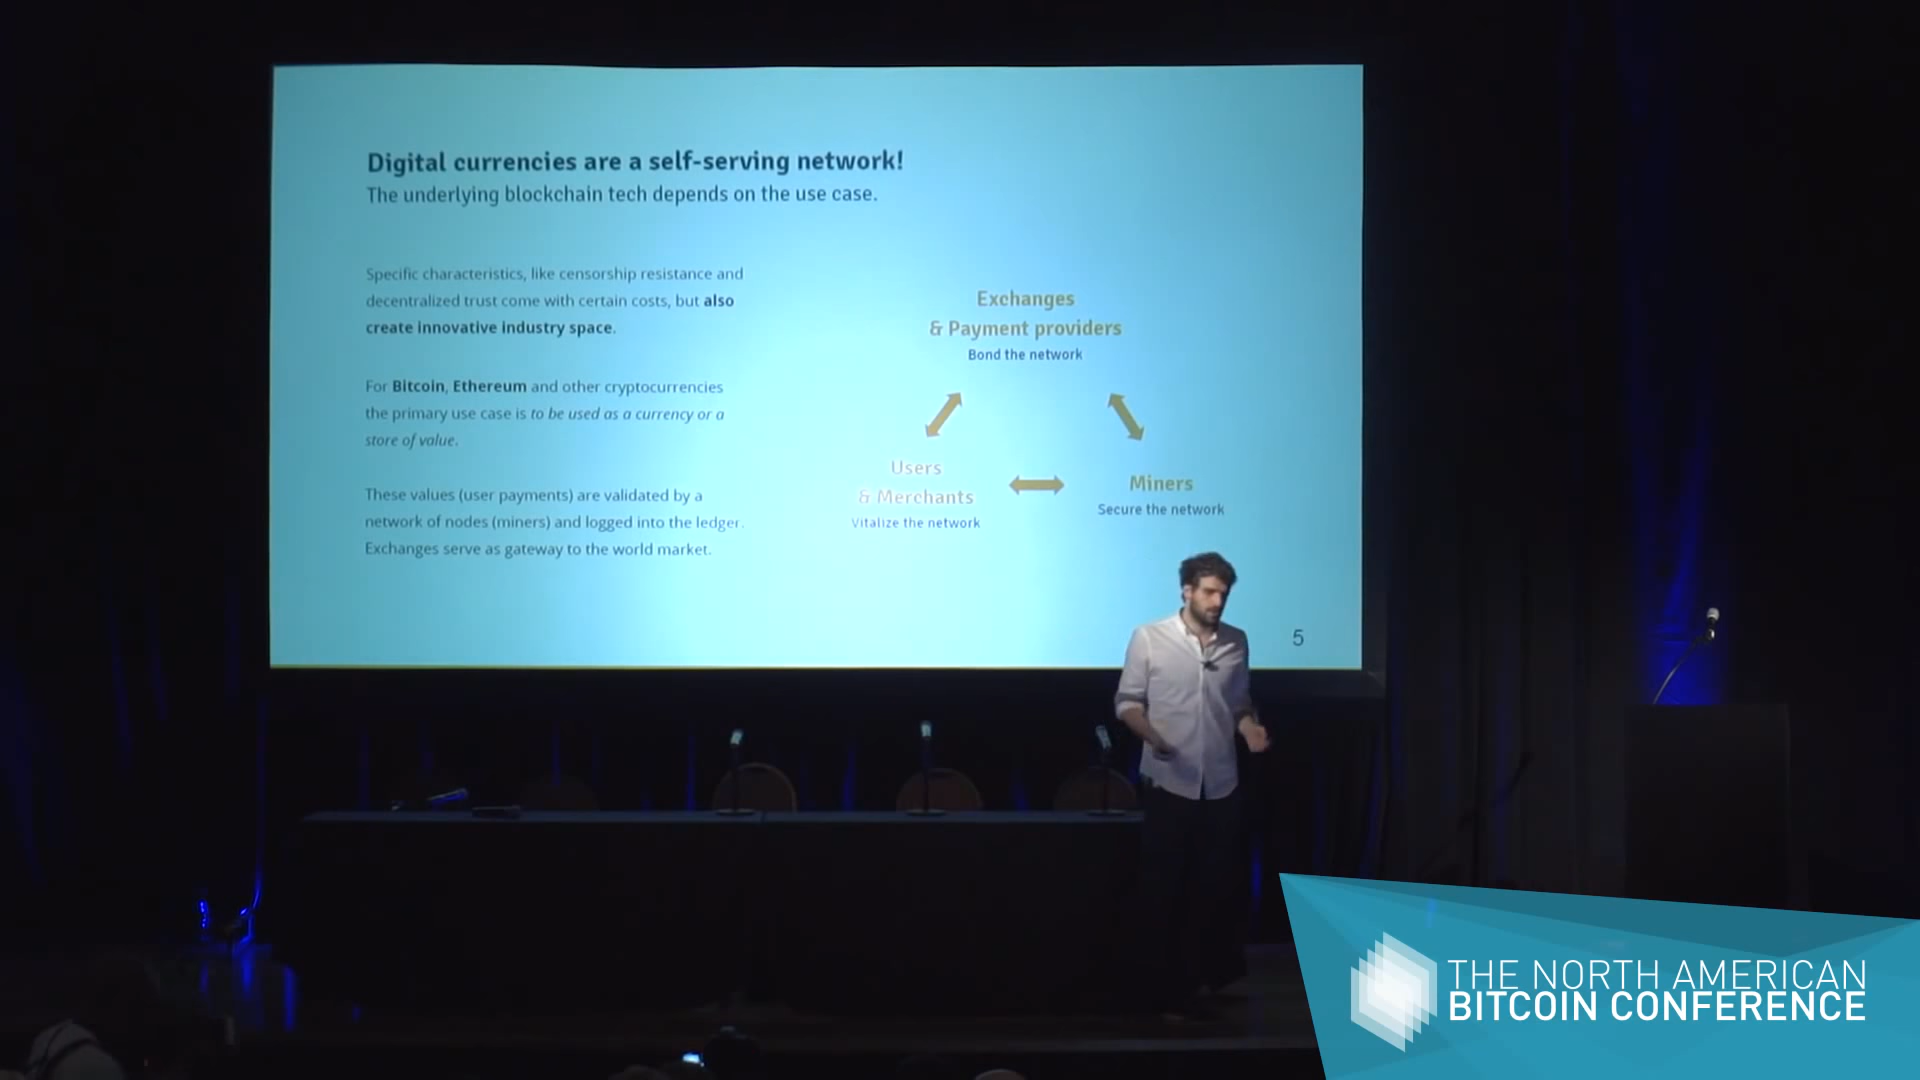 Digital currencies are a self-serving network!
The underlying blockchain tech depends on the use case.
Specific characteristics, like censorship resistance and
decentralized trust come with certain costs, but also
create innovative industry space.
For Bitcoin, Ethereum and other cryptocurrencies
the primary use case is to be used as a currency or a
store of value.
These values (user payments) are validated by a
network of nodes (miners) and logged into the ledger.
Exchanges serve as gateway to the world market.
Exchanges
& Payment providers
Bond the network
Users
& Merchants
Vitalize the network
Miners
Secure the network
5
THE NORTH AMERICAN
BITCOIN CONFERENCE